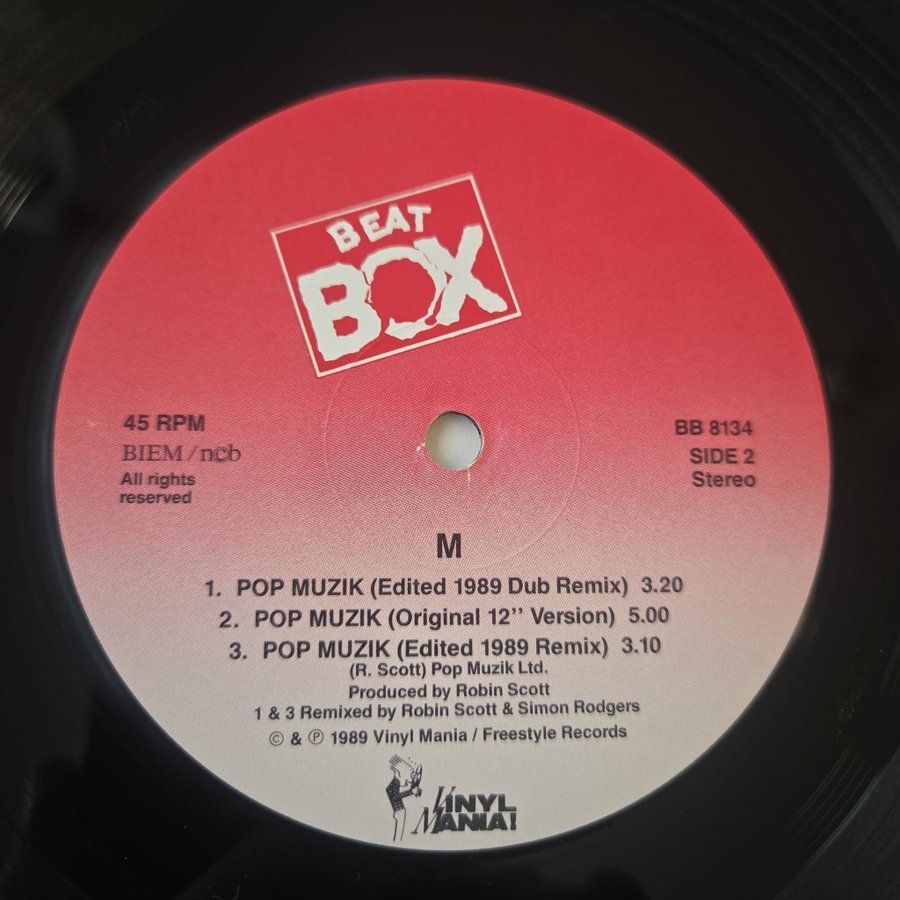 BEAT
BOX
45 RPM
BIEM/ncb
All rights
reserved
BB 8134
SIDE 2
Stereo
M
1. POP MUZIK (Edited 1989 Dub Remix) 3.20
2. POP MUZIK (Original 12'' Version) 5.00
3. POP MUZIK (Edited 1989 Remix) 3.10
(R. Scott) Pop Muzik Ltd.
Produced by Robin Scott
1 & 3 Remixed by Robin Scott & Simon Rodgers
© & ℗ 1989 Vinyl Mania / Freestyle Records
VINYL
MANIA!